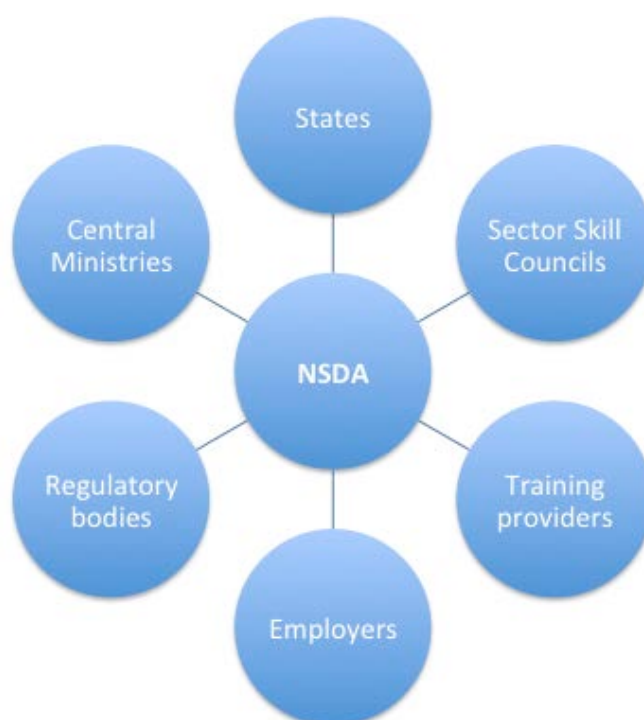 States
Central
Ministries
Sector Skill
Councils
NSDA
Regulatory
bodies
Training
providers
Employers